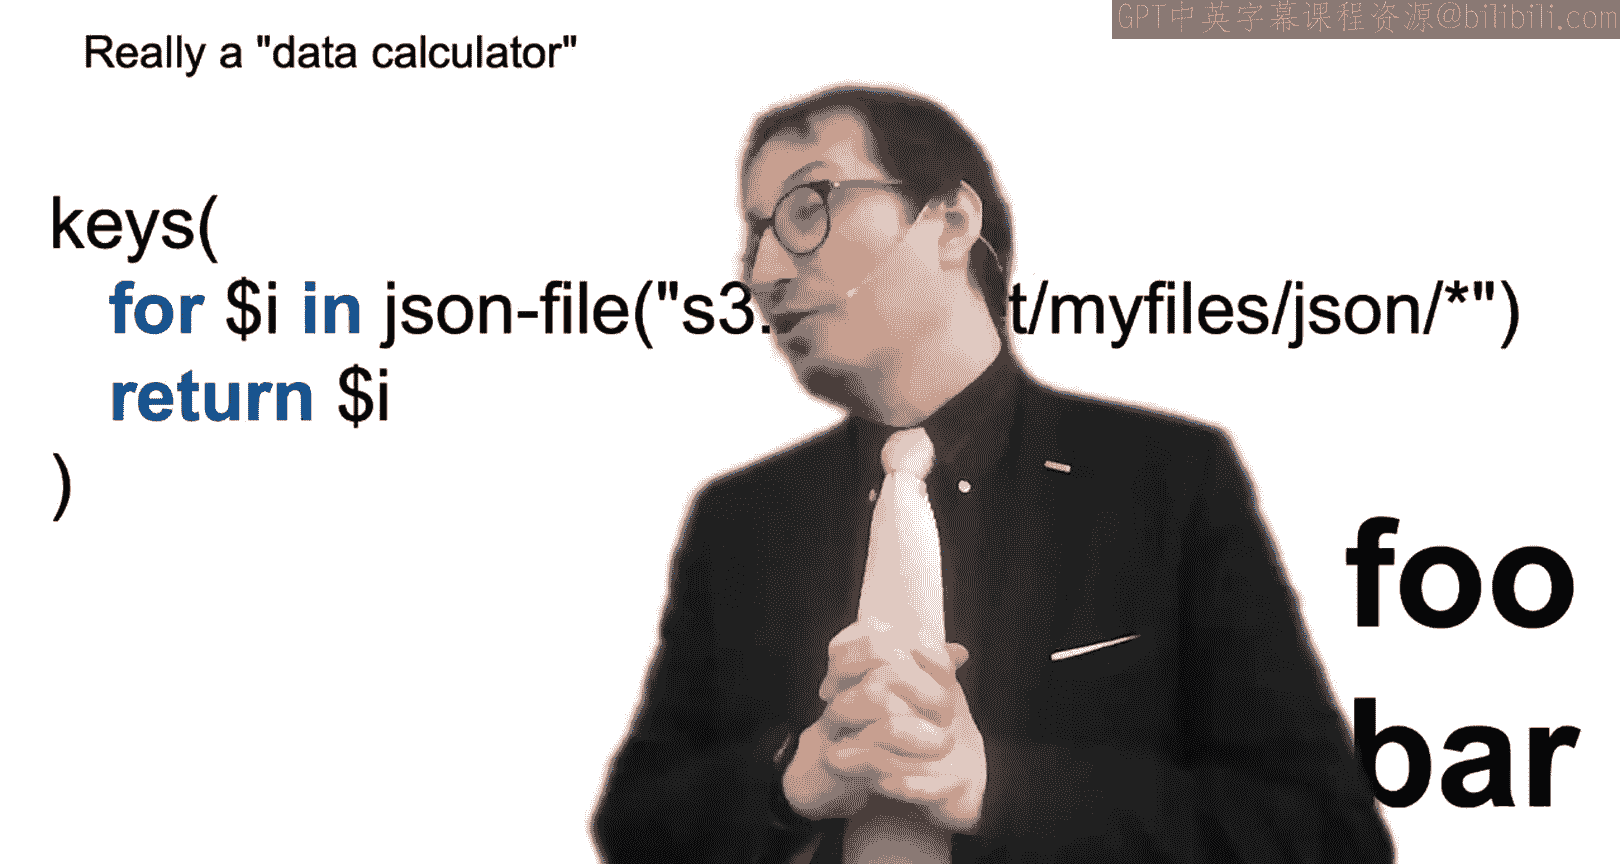 GPT中英字幕课程资源@bilibili.com
Really a "data calculator"
keys(
for $i in json-file("s3. t/myfiles/json/*")
return $i
)
foo
bar